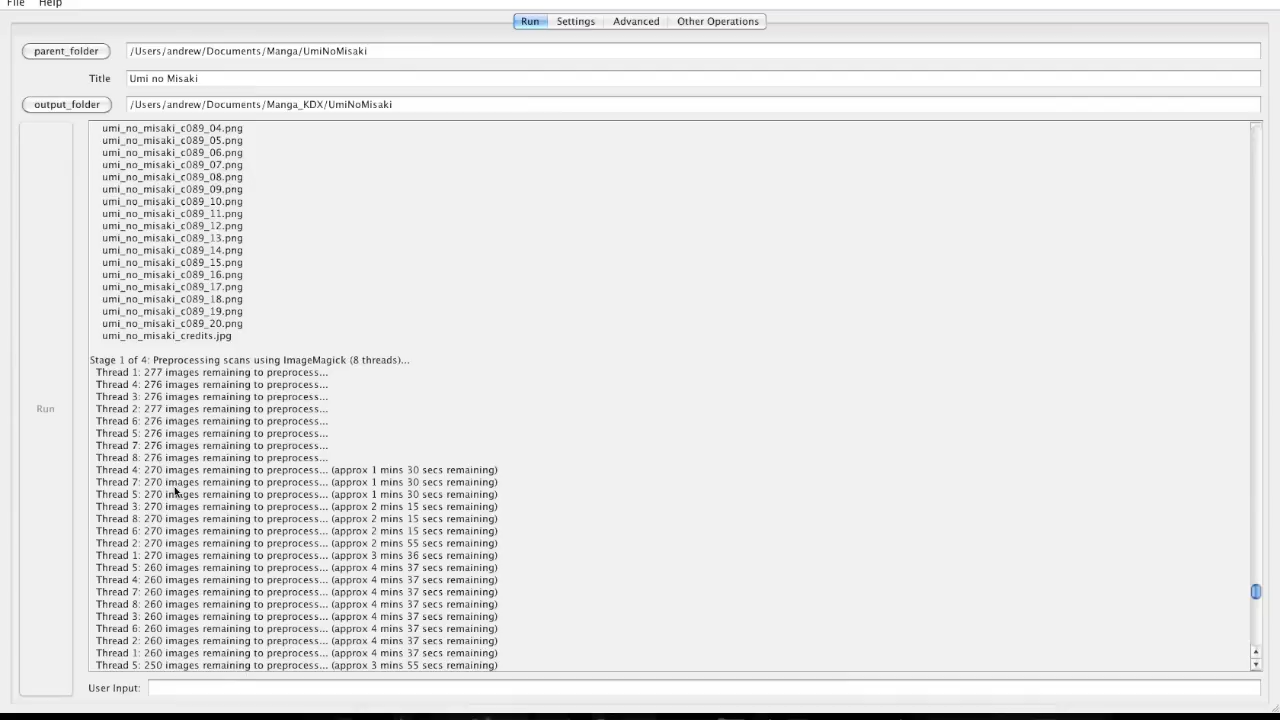 File Help
Run Settings Advanced Other Operations
parent_folder /Users/andrew/Documents/Manga/UmiNoMisaki
Title Umi no Misaki
output_folder /Users/andrew/Documents/Manga_KDX/UmiNoMisaki
umi_no_misaki_c089_04.png
umi_no_misaki_c089_05.png
umi_no_misaki_c089_06.png
umi_no_misaki_c089_07.png
umi_no_misaki_c089_08.png
umi_no_misaki_c089_09.png
umi_no_misaki_c089_10.png
umi_no_misaki_c089_11.png
umi_no_misaki_c089_12.png
umi_no_misaki_c089_13.png
umi_no_misaki_c089_14.png
umi_no_misaki_c089_15.png
umi_no_misaki_c089_16.png
umi_no_misaki_c089_17.png
umi_no_misaki_c089_18.png
umi_no_misaki_c089_19.png
umi_no_misaki_c089_20.png
umi_no_misaki_credits.jpg
Stage 1 of 4: Preprocessing scans using ImageMagick (8 threads)...
Thread 1: 277 images remaining to preprocess...
Thread 4: 276 images remaining to preprocess...
Thread 3: 276 images remaining to preprocess...
Thread 2: 277 images remaining to preprocess...
Run
Thread 6: 276 images remaining to preprocess...
Thread 5: 276 images remaining to preprocess...
Thread 7: 276 images remaining to preprocess...
Thread 8: 276 images remaining to preprocess...
Thread 4: 270 images remaining to preprocess... (approx 1 mins 30 secs remaining)
Thread 7: 270 images remaining to preprocess... (approx 1 mins 30 secs remaining)
Thread 5: 270 images remaining to preprocess... (approx 1 mins 30 secs remaining)
Thread 3: 270 images remaining to preprocess... (approx 2 mins 15 secs remaining)
Thread 8: 270 images remaining to preprocess... (approx 2 mins 15 secs remaining)
Thread 6: 270 images remaining to preprocess... (approx 2 mins 15 secs remaining)
Thread 2: 270 images remaining to preprocess... (approx 2 mins 55 secs remaining)
Thread 1: 270 images remaining to preprocess... (approx 3 mins 36 secs remaining)
Thread 5: 260 images remaining to preprocess... (approx 4 mins 37 secs remaining)
Thread 4: 260 images remaining to preprocess... (approx 4 mins 37 secs remaining)
Thread 7: 260 images remaining to preprocess... (approx 4 mins 37 secs remaining)
Thread 8: 260 images remaining to preprocess... (approx 4 mins 37 secs remaining)
Thread 3: 260 images remaining to preprocess... (approx 4 mins 37 secs remaining)
Thread 6: 260 images remaining to preprocess... (approx 4 mins 37 secs remaining)
Thread 2: 260 images remaining to preprocess... (approx 4 mins 37 secs remaining)
Thread 1: 260 images remaining to preprocess... (approx 4 mins 37 secs remaining)
Thread 5: 250 images remaining to preprocess... (approx 3 mins 55 secs remaining)
User Input: